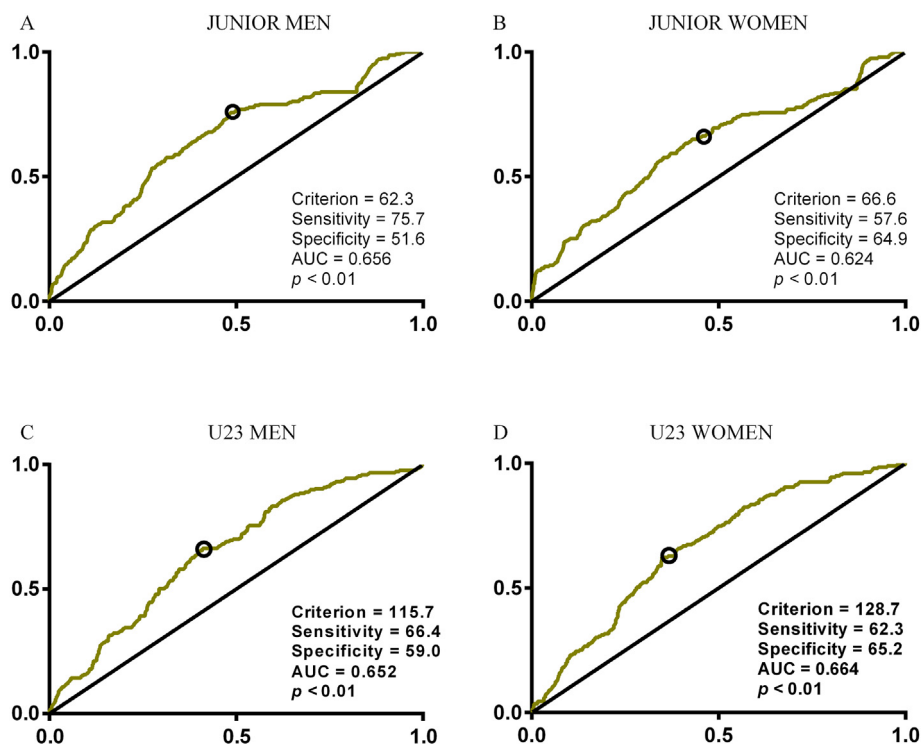 A
JUNIOR MEN
1.0
0.5
0.0
0.0
0.5
1.0
Criterion = 62.3
Sensitivity = 75.7
Specificity = 51.6
AUC = 0.656
p < 0.01
B
JUNIOR WOMEN
1.0
0.5
0.0
0.0
0.5
1.0
Criterion = 66.6
Sensitivity = 57.6
Specificity = 64.9
AUC = 0.624
p < 0.01
C
U23 MEN
1.0
0.5
0.0
0.0
0.5
1.0
Criterion = 115.7
Sensitivity = 66.4
Specificity = 59.0
AUC = 0.652
p < 0.01
D
U23 WOMEN
1.0
0.5
0.0
0.0
0.5
1.0
Criterion = 128.7
Sensitivity = 62.3
Specificity = 65.2
AUC = 0.664
p < 0.01